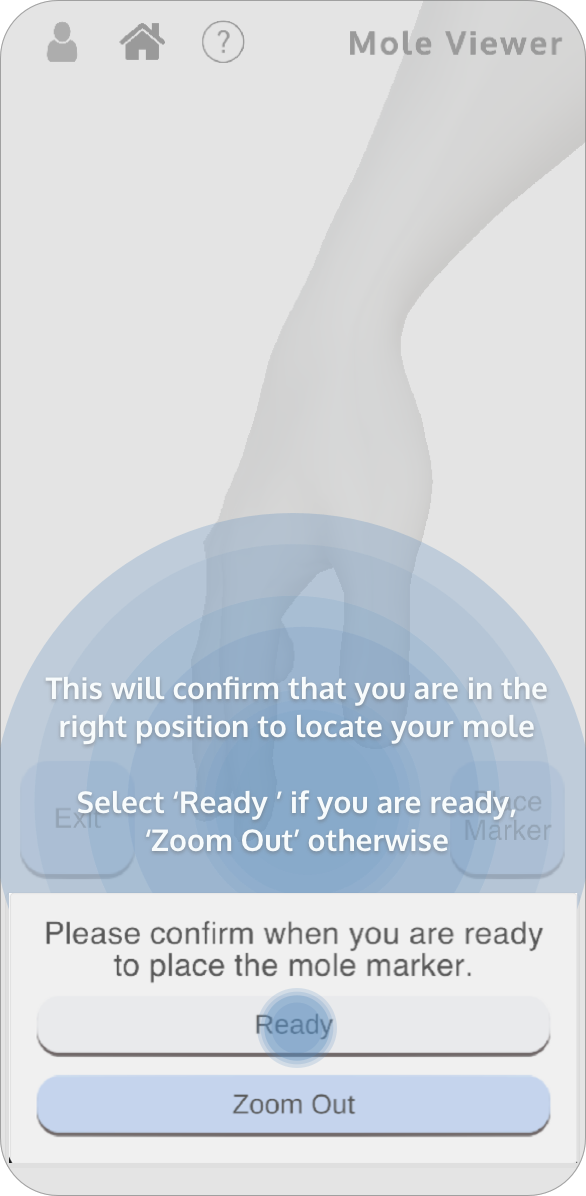 ?
Mole Viewer
This will confirm that you are in the
right position to locate your mole
Select ‘Ready ’ if you are ready,
‘Zoom Out’ otherwise
Exit
Place
Marker
Please confirm when you are ready
to place the mole marker.
Ready
Zoom Out